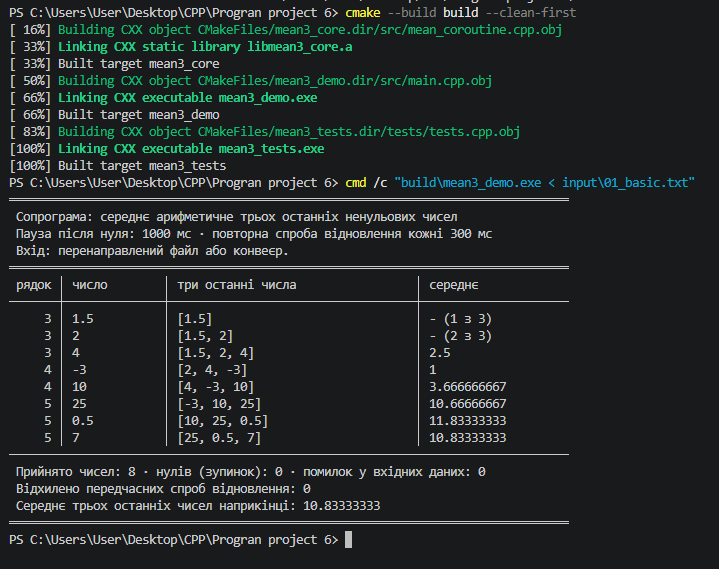 PS C:\Users\User\Desktop\CPP\Progran project 6> cmake --build build --clean-first
[ 16%] Building CXX object CMakeFiles/mean3_core.dir/src/mean_coroutine.cpp.obj
[ 33%] Linking CXX static library libmean3_core.a
[ 33%] Built target mean3_core
[ 50%] Building CXX object CMakeFiles/mean3_demo.dir/src/main.cpp.obj
[ 66%] Linking CXX executable mean3_demo.exe
[ 66%] Built target mean3_demo
[ 83%] Building CXX object CMakeFiles/mean3_tests.dir/tests/tests.cpp.obj
[100%] Linking CXX executable mean3_tests.exe
[100%] Built target mean3_tests
PS C:\Users\User\Desktop\CPP\Progran project 6> cmd /c "build\mean3_demo.exe < input\01_basic.txt"
Сопрограма: середнє арифметичне трьох останніх ненульових чисел
Пауза після нуля: 1000 мс · повторна спроба відновлення кожні 300 мс
Вхід: перенаправлений файл або конвеєр.
рядок │ число │ три останні числа │ середнє
3 │ 1.5 │ [1.5] │ - (1 з 3)
3 │ 2 │ [1.5, 2] │ - (2 з 3)
3 │ 4 │ [1.5, 2, 4] │ 2.5
4 │ -3 │ [2, 4, -3] │ 1
4 │ 10 │ [4, -3, 10] │ 3.666666667
5 │ 25 │ [-3, 10, 25] │ 10.66666667
5 │ 0.5 │ [10, 25, 0.5] │ 11.83333333
5 │ 7 │ [25, 0.5, 7] │ 10.83333333
Прийнято чисел: 8 · нулів (зупинок): 0 · помилок у вхідних даних: 0
Відхилено передчасних спроб відновлення: 0
Середнє трьох останніх чисел наприкінці: 10.83333333
PS C:\Users\User\Desktop\CPP\Progran project 6>